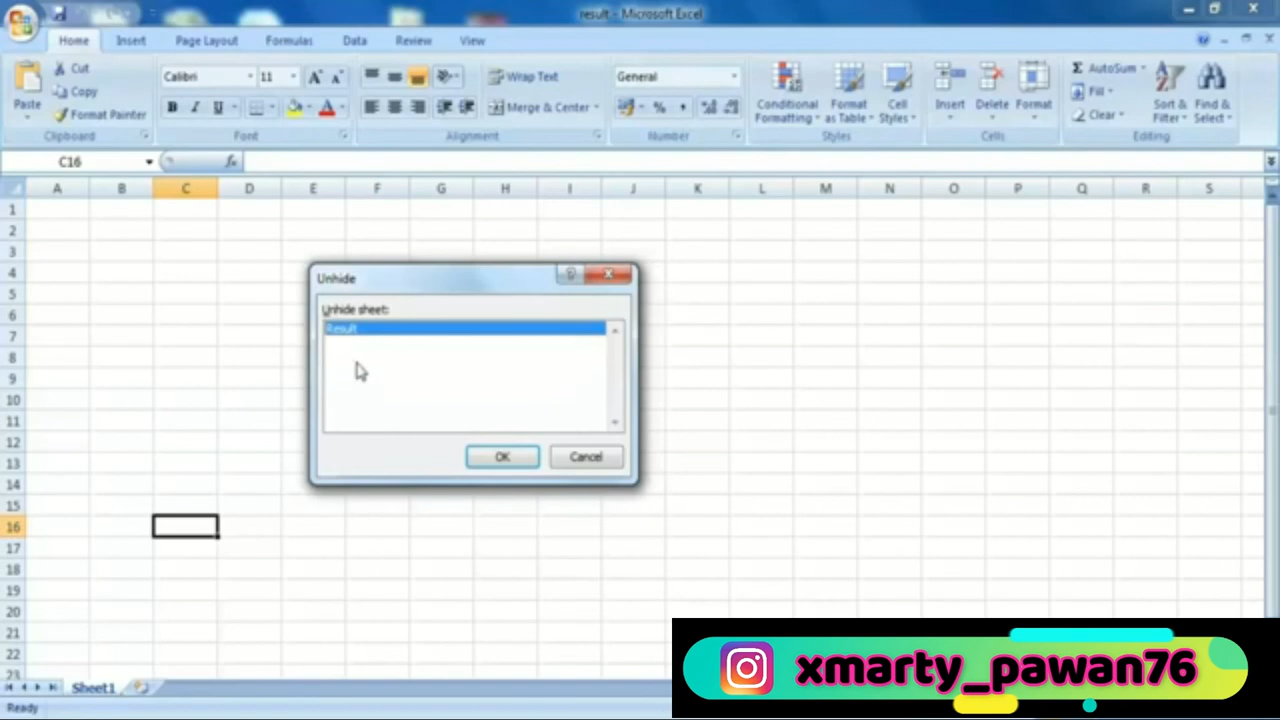 result - Microsoft Excel
Home Insert Page Layout Formulas Data Review View
Cut
Copy
Format Painter
Paste
Clipboard
Calibri 11
B I U
Font
Wrap Text
Merge & Center
Alignment
General
Number
Conditional Formatting
Format as Table
Cell Styles
Styles
Insert Delete Format
Cells
AutoSum
Fill
Clear
Sort & Filter
Find & Select
Editing
C16 fx
A B C D E F G H I J K L M N O P Q R S
1
2
3
4
5
6
7
8
9
10
11
12
13
14
15
16
17
18
19
20
21
22
23
Unhide
Unhide sheet:
Result
OK Cancel
Sheet1
Ready
xmarty_pawan76